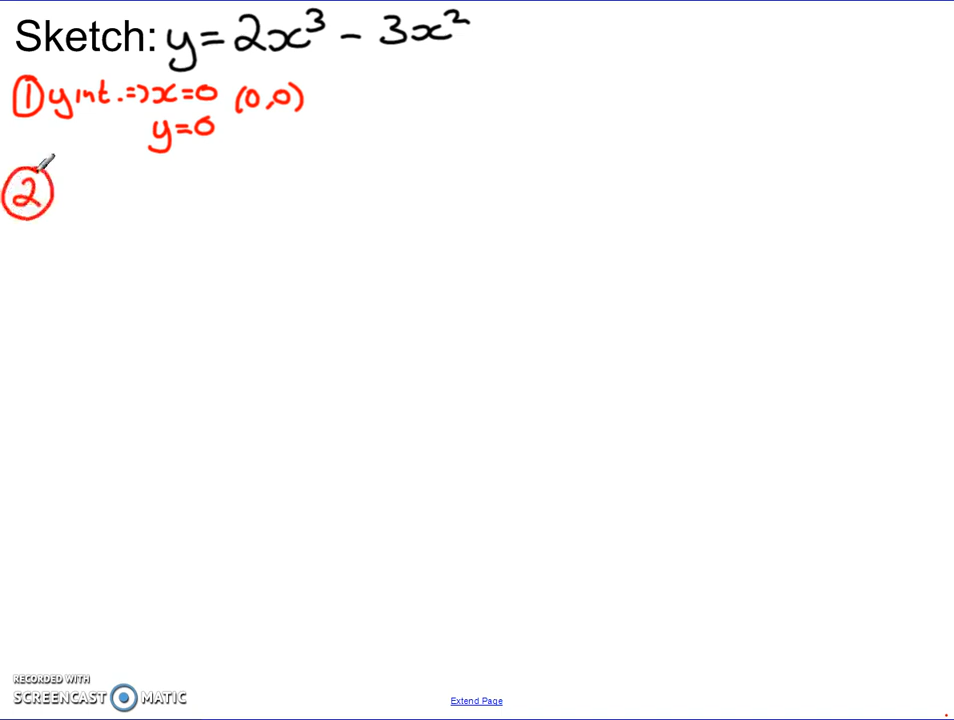 Sketch: y = 2x³ - 3x²
① y int. => x=0 (0,0)
y=0
②
RECORDED WITH
SCREENCAST MATIC
Extend Page